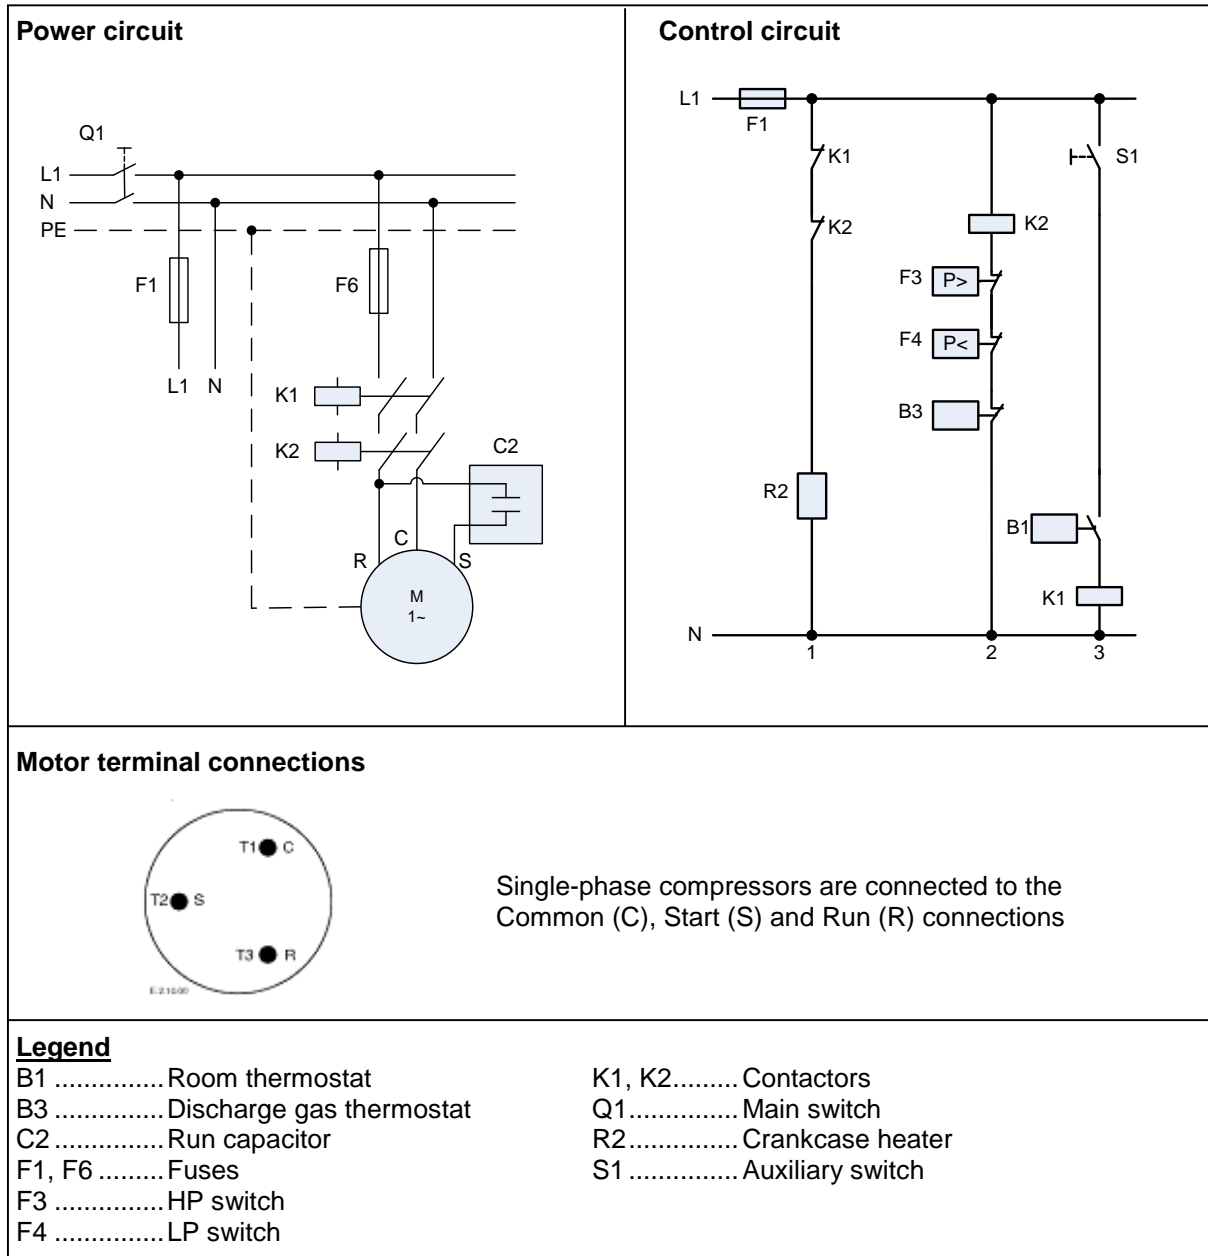 Power circuit
Q1
L1
N
PE
F1
F6
L1 N
K1
K2
C2
C
R
S
M
1~
Control circuit
L1
F1
K1
S1
K2
K2
F3 P>
F4 P<
B3
R2
B1
K1
N
1 2 3
Motor terminal connections
T1 C
T2 S
T3 R
Single-phase compressors are connected to the
Common (C), Start (S) and Run (R) connections
Legend
B1 ...............Room thermostat
B3 ...............Discharge gas thermostat
C2 ...............Run capacitor
F1, F6 .........Fuses
F3 ...............HP switch
F4 ...............LP switch
K1, K2.........Contactors
Q1...............Main switch
R2...............Crankcase heater
S1 ...............Auxiliary switch